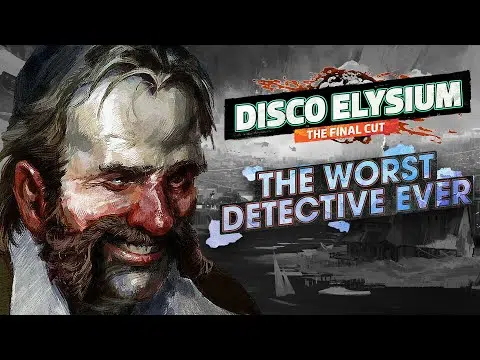 DISCO ELYSIUM
THE FINAL CUT
THE WORST
DETECTIVE EVER